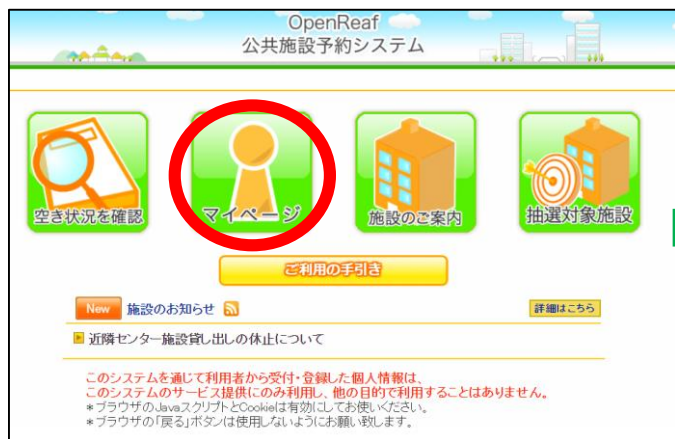 OpenReaf
公共施設予約システム
空き状況を確認
マイページ
施設のご案内
抽選対象施設
ご利用の手引き
New 施設のお知らせ
詳細はこちら
近隣センター施設貸し出しの休止について
このシステムを通じて利用者から受付・登録した個人情報は、
このシステムのサービス提供にのみ利用し、他の目的で利用することはありません。
*ブラウザのJavaスクリプトとCookieは有効にしてお使いください。
*ブラウザの「戻る」ボタンは使用しないようにお願い致します。